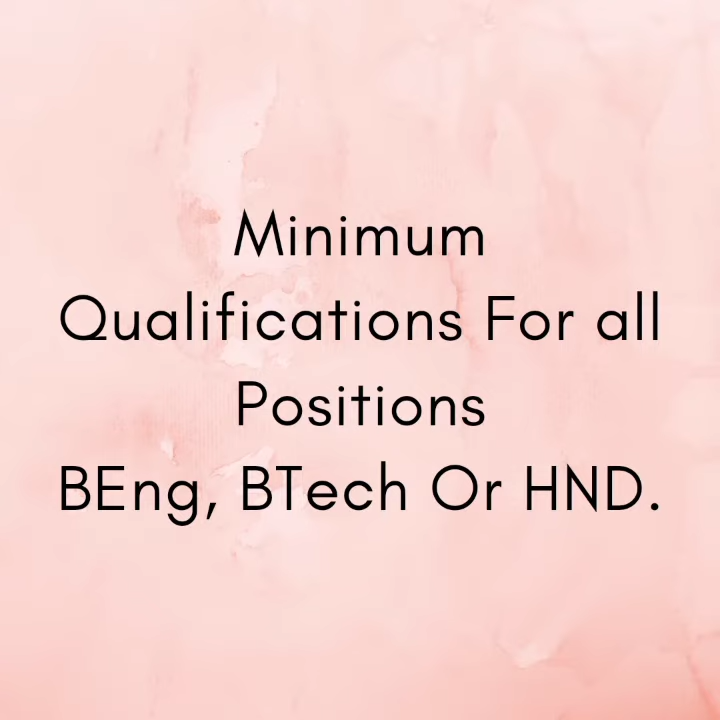 Minimum
Qualifications For all
Positions
BEng, BTech Or HND.